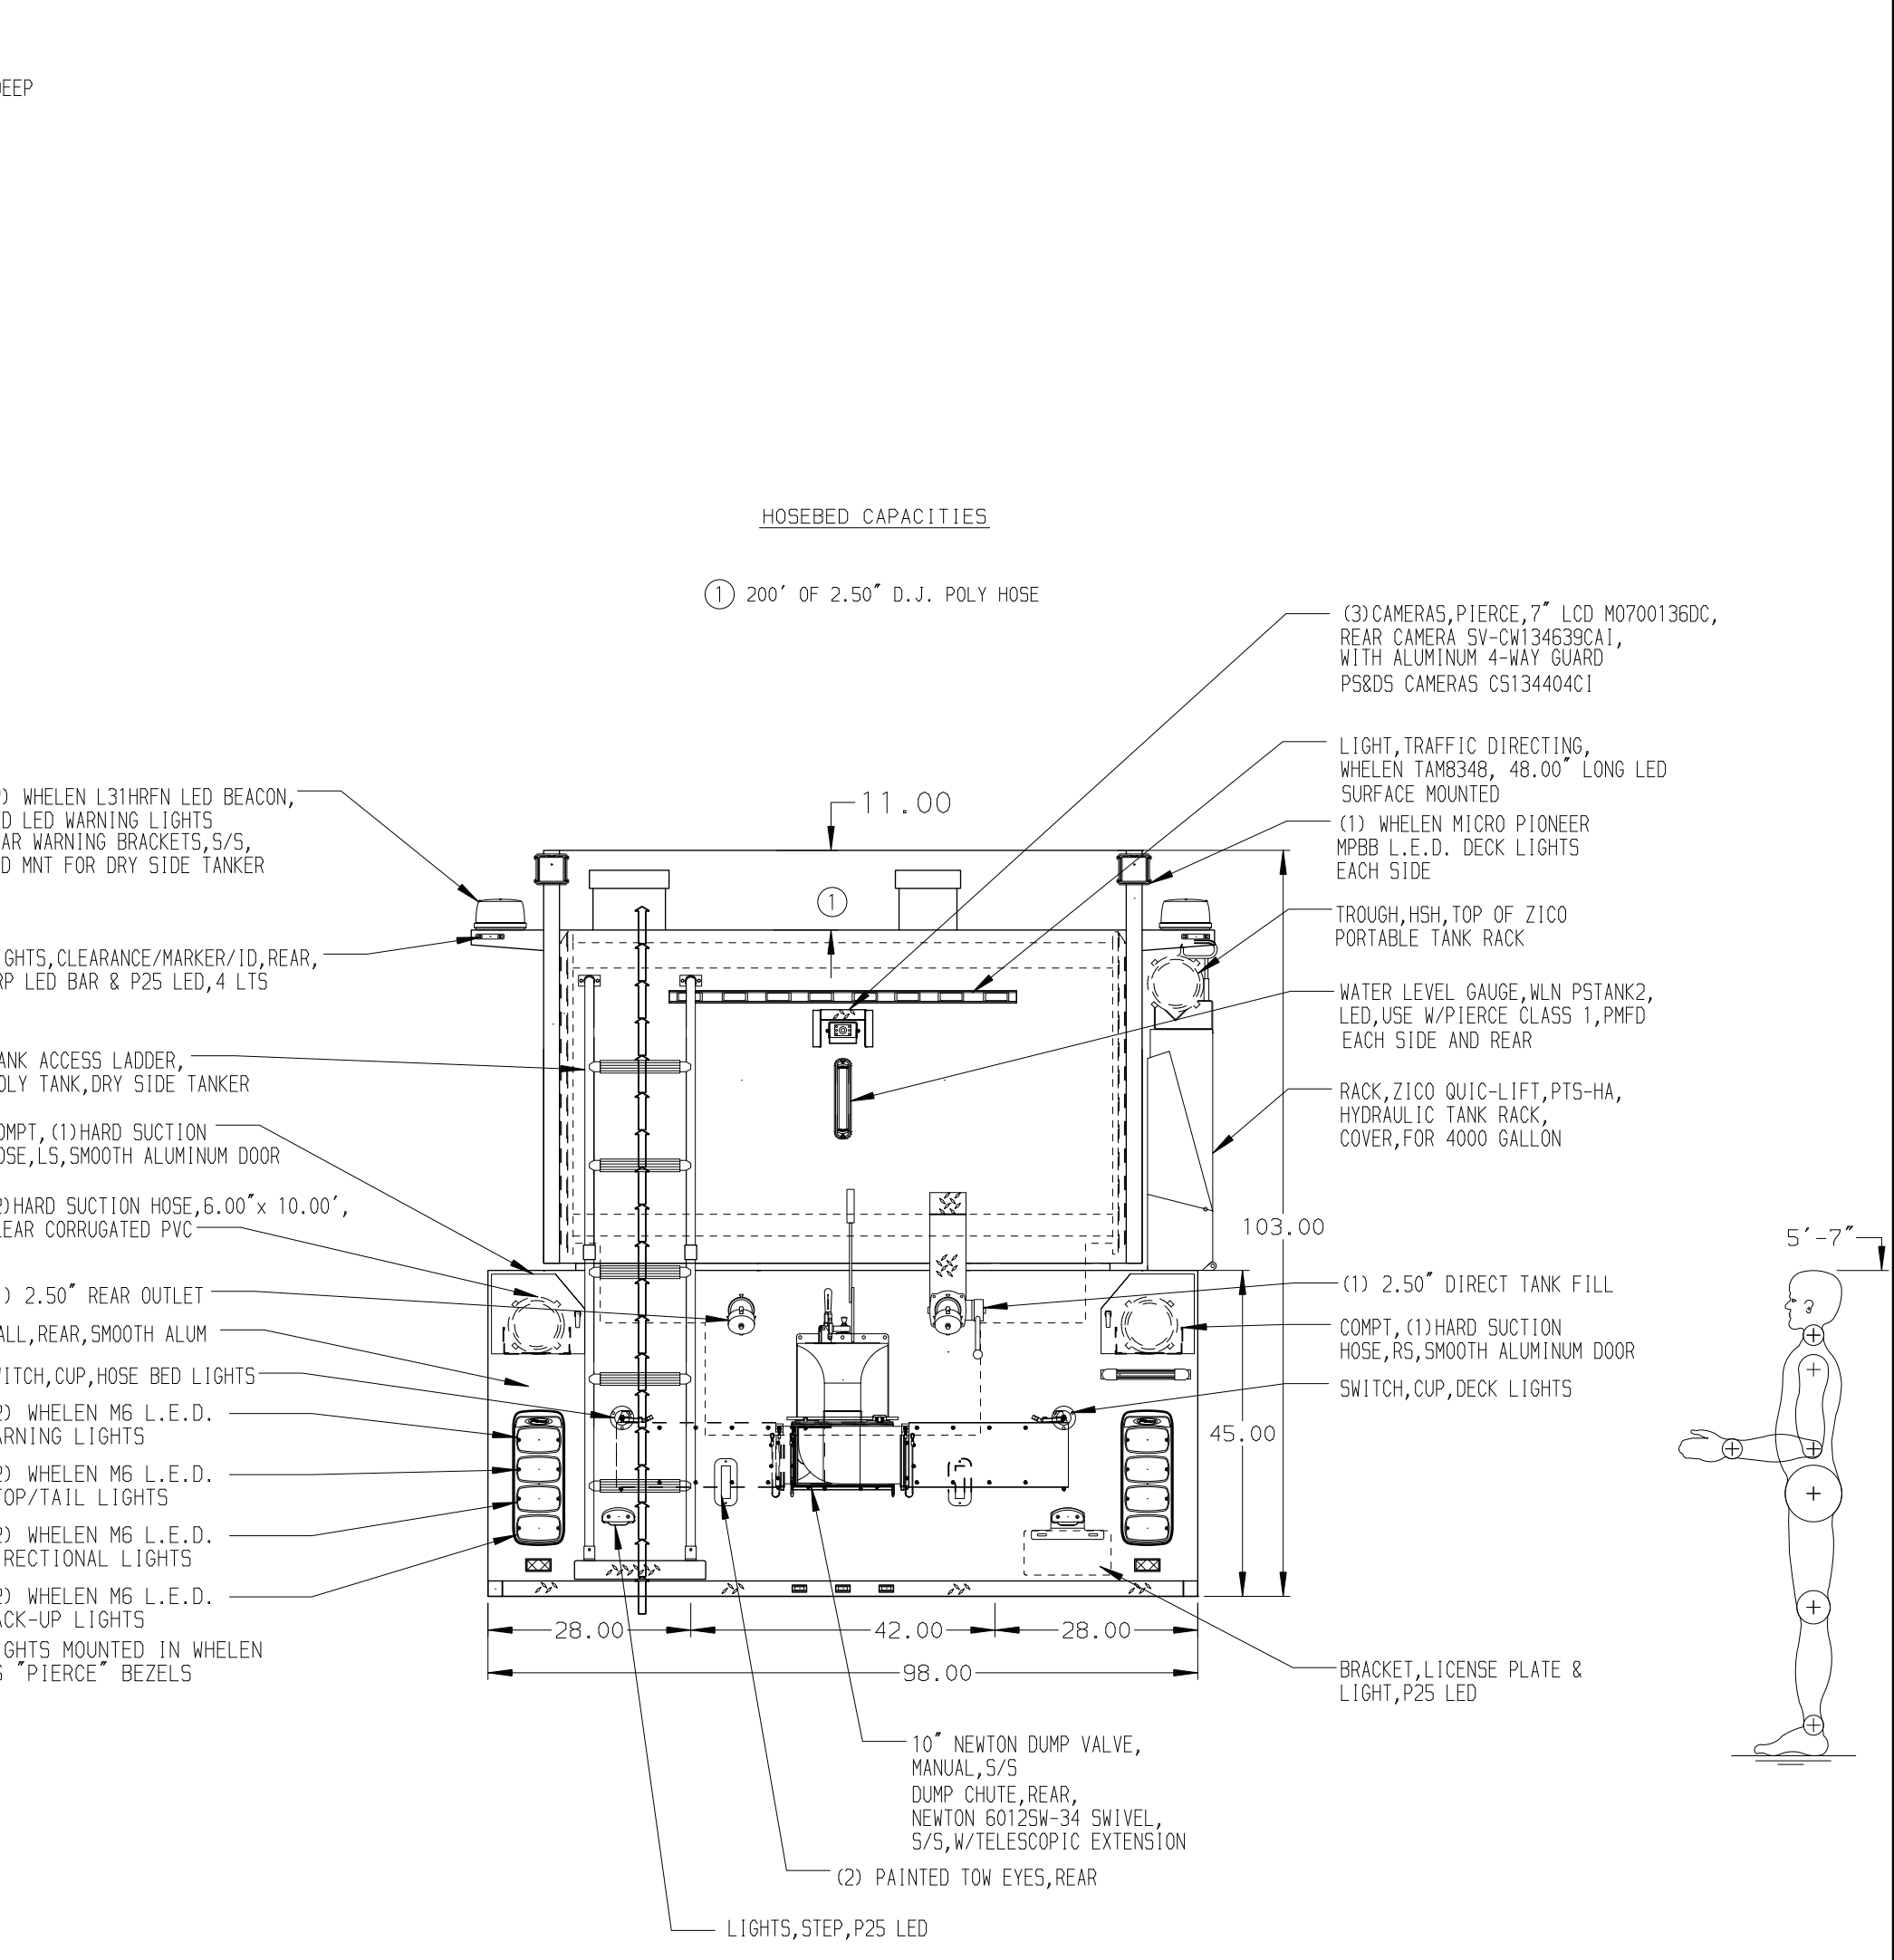 HOSEBED CAPACITIES
1 200' OF 2.50" D.J. POLY HOSE
(3)CAMERAS,PIERCE,7" LCD M0700136DC,
REAR CAMERA SV-CW134639CAI,
WITH ALUMINUM 4-WAY GUARD
PS&DS CAMERAS CS134404CI
LIGHT,TRAFFIC DIRECTING,
WHELEN TAM8348, 48.00" LONG LED
SURFACE MOUNTED
(1) WHELEN MICRO PIONEER
MPBB L.E.D. DECK LIGHTS
EACH SIDE
TROUGH,HSH,TOP OF ZICO
PORTABLE TANK RACK
WATER LEVEL GAUGE,WLN PSTANK2,
LED,USE W/PIERCE CLASS 1,PMFD
EACH SIDE AND REAR
RACK,ZICO QUIC-LIFT,PTS-HA,
HYDRAULIC TANK RACK,
COVER,FOR 4000 GALLON
(1) 2.50" DIRECT TANK FILL
COMPT,(1)HARD SUCTION
HOSE,RS,SMOOTH ALUMINUM DOOR
SWITCH,CUP,DECK LIGHTS
BRACKET,LICENSE PLATE &
LIGHT,P25 LED
EEP
) WHELEN L31HRFN LED BEACON,
D LED WARNING LIGHTS
AR WARNING BRACKETS,S/S,
D MNT FOR DRY SIDE TANKER
IGHTS,CLEARANCE/MARKER/ID,REAR,
RP LED BAR & P25 LED,4 LTS
ANK ACCESS LADDER,
OLY TANK,DRY SIDE TANKER
OMPT,(1)HARD SUCTION
OSE,LS,SMOOTH ALUMINUM DOOR
2)HARD SUCTION HOSE,6.00"x 10.00',
LEAR CORRUGATED PVC
) 2.50" REAR OUTLET
ALL,REAR,SMOOTH ALUM
WITCH,CUP,HOSE BED LIGHTS
2) WHELEN M6 L.E.D.
ARNING LIGHTS
2) WHELEN M6 L.E.D.
TOP/TAIL LIGHTS
2) WHELEN M6 L.E.D.
IRECTIONAL LIGHTS
2) WHELEN M6 L.E.D.
ACK-UP LIGHTS
IGHTS MOUNTED IN WHELEN
"PIERCE" BEZELS
11.00
1
103.00
45.00
5'-7"
28.00
42.00
28.00
98.00
10" NEWTON DUMP VALVE,
MANUAL,S/S
DUMP CHUTE,REAR,
NEWTON 6012SW-34 SWIVEL,
S/S,W/TELESCOPIC EXTENSION
(2) PAINTED TOW EYES,REAR
LIGHTS,STEP,P25 LED